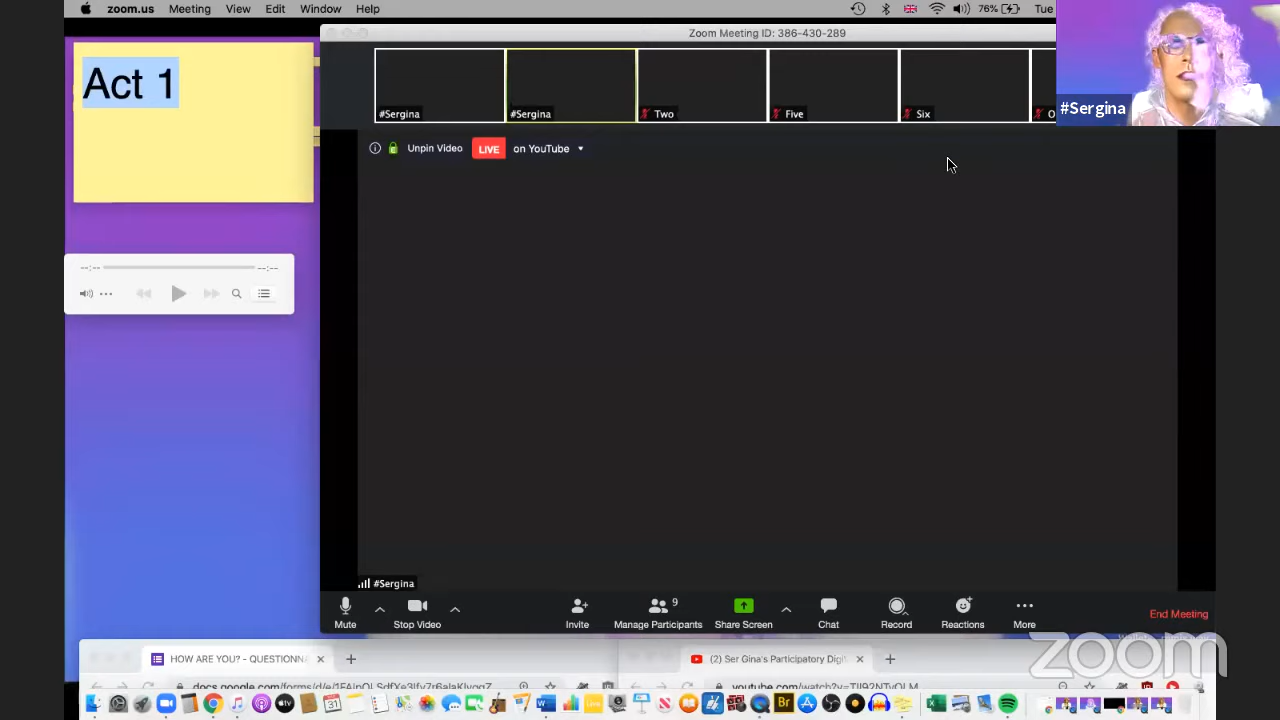 zoom.us Meeting View Edit Window Help 76% Tue
Act 1
Zoom Meeting ID: 386-430-289
#Sergina
#Sergina
Two
Five
Six
#Sergina
Unpin Video LIVE on YouTube
--:-- --:--
#Sergina
Mute
Stop Video
Invite
Manage Participants 9
Share Screen
Chat
Record
Reactions
More
End Meeting
zoom
HOW ARE YOU? - QUESTIONN
(2) Ser Gina's Participatory Digi
31
Br